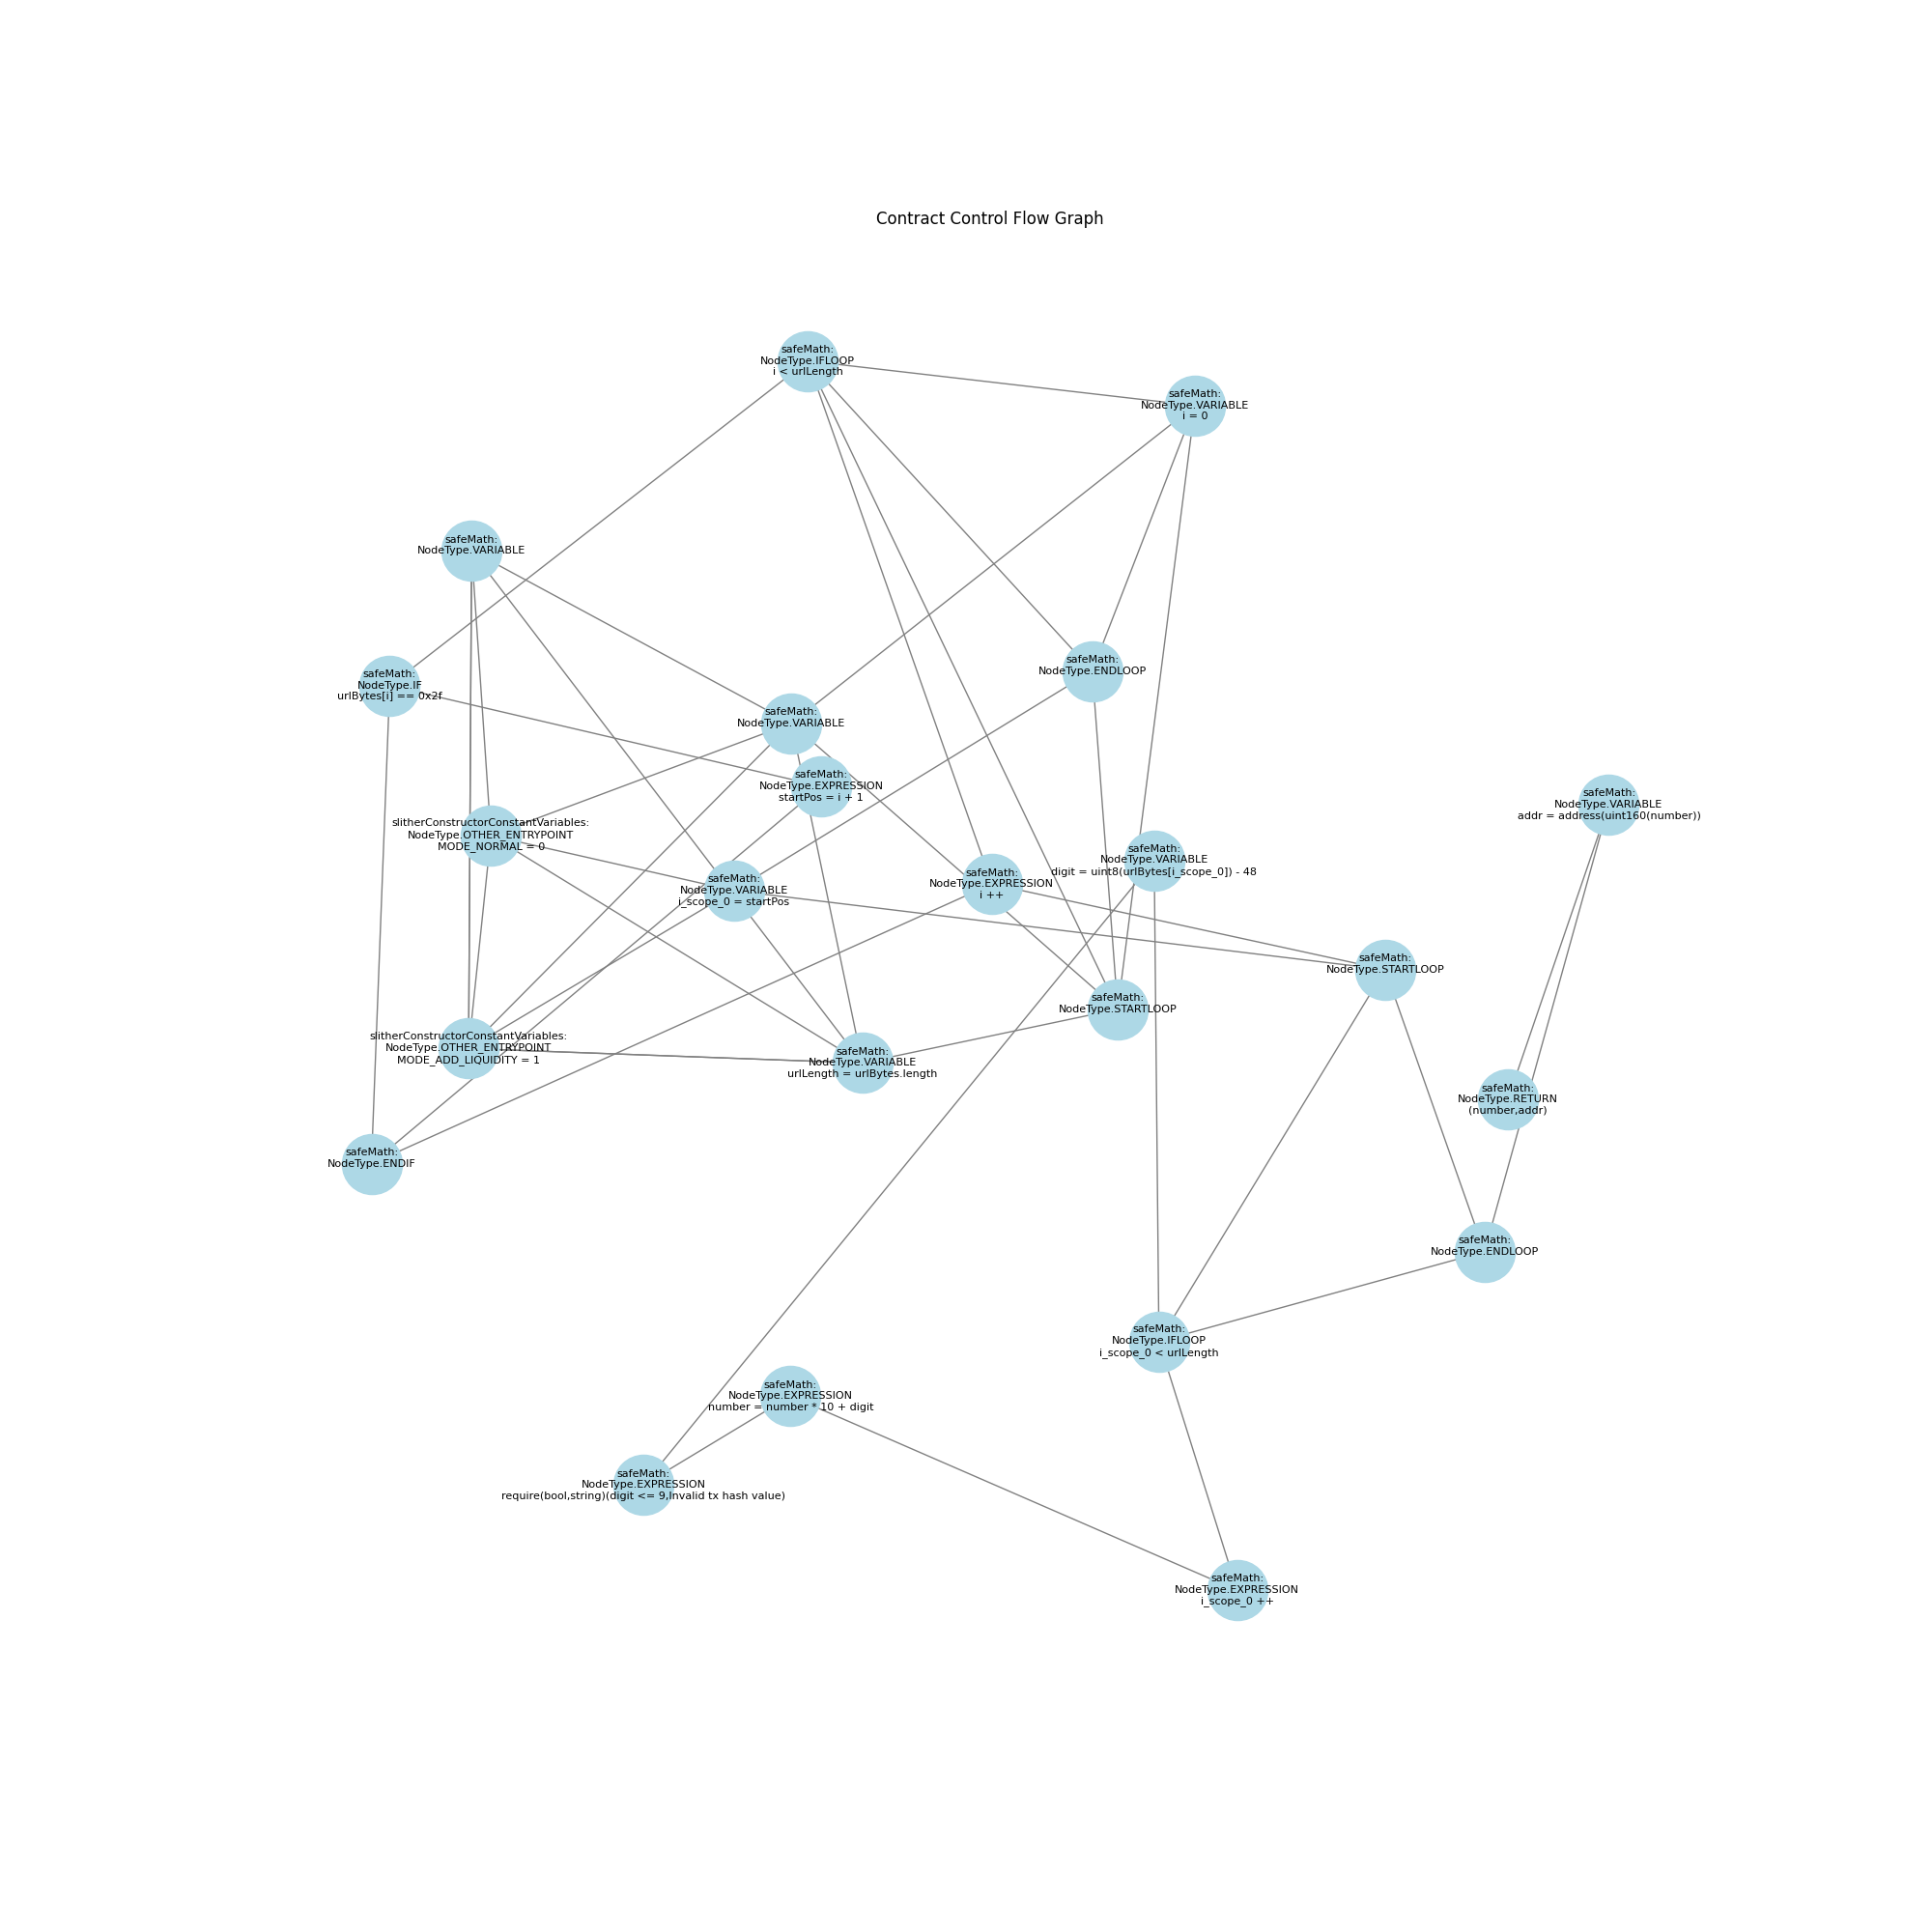 Contract Control Flow Graph
safeMath:
NodeType.IFLOOP
i < urlLength
safeMath:
NodeType.VARIABLE
i = 0
safeMath:
NodeType.VARIABLE
safeMath:
NodeType.ENDLOOP
safeMath:
NodeType.IF
urlBytes[i] == 0x2f
safeMath:
NodeType.VARIABLE
safeMath:
NodeType.EXPRESSION
startPos = i + 1
safeMath:
NodeType.VARIABLE
addr = address(uint160(number))
slitherConstructorConstantVariables:
NodeType.OTHER_ENTRYPOINT
MODE_NORMAL = 0
safeMath:
NodeType.VARIABLE
digit = uint8(urlBytes[i_scope_0]) - 48
safeMath:
NodeType.EXPRESSION
i ++
safeMath:
NodeType.VARIABLE
i_scope_0 = startPos
safeMath:
NodeType.STARTLOOP
safeMath:
NodeType.STARTLOOP
slitherConstructorConstantVariables:
NodeType.OTHER_ENTRYPOINT
MODE_ADD_LIQUIDITY = 1
safeMath:
NodeType.VARIABLE
urlLength = urlBytes.length
safeMath:
NodeType.RETURN
(number,addr)
safeMath:
NodeType.ENDIF
safeMath:
NodeType.ENDLOOP
safeMath:
NodeType.IFLOOP
i_scope_0 < urlLength
safeMath:
NodeType.EXPRESSION
number = number * 10 + digit
safeMath:
NodeType.EXPRESSION
require(bool,string)(digit <= 9,Invalid tx hash value)
safeMath:
NodeType.EXPRESSION
i_scope_0 ++